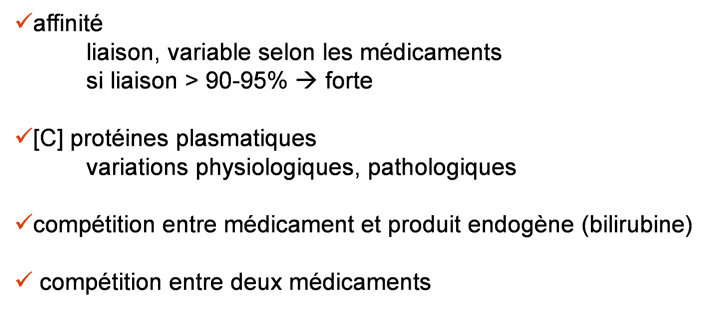 ✓affinité
liaison, variable selon les médicaments
si liaison > 90-95% → forte
✓[C] protéines plasmatiques
variations physiologiques, pathologiques
✓compétition entre médicament et produit endogène (bilirubine)
✓ compétition entre deux médicaments